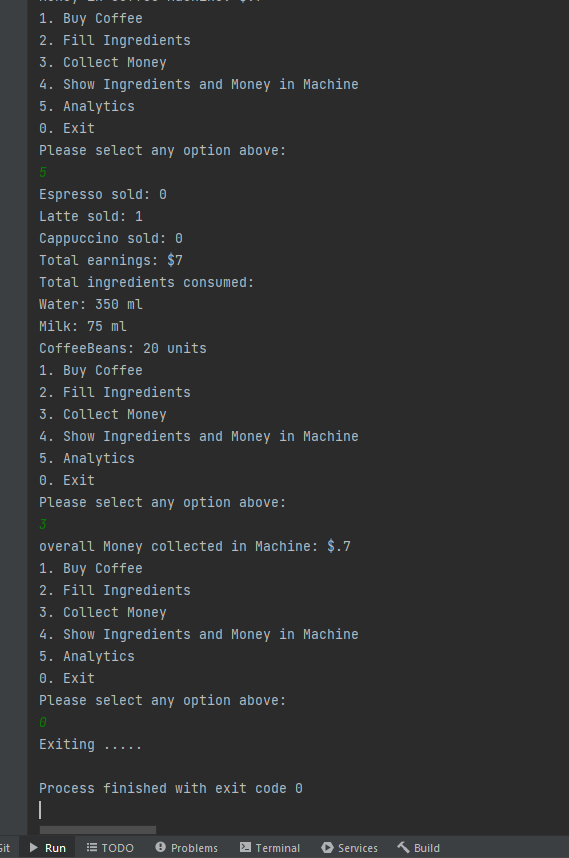 1. Buy Coffee
2. Fill Ingredients
3. Collect Money
4. Show Ingredients and Money in Machine
5. Analytics
0. Exit
Please select any option above:
5
Espresso sold: 0
Latte sold: 1
Cappuccino sold: 0
Total earnings: $7
Total ingredients consumed:
Water: 350 ml
Milk: 75 ml
CoffeeBeans: 20 units
1. Buy Coffee
2. Fill Ingredients
3. Collect Money
4. Show Ingredients and Money in Machine
5. Analytics
0. Exit
Please select any option above:
3
overall Money collected in Machine: $.7
1. Buy Coffee
2. Fill Ingredients
3. Collect Money
4. Show Ingredients and Money in Machine
5. Analytics
0. Exit
Please select any option above:
0
Exiting .....
Process finished with exit code 0
Run TODO Problems Terminal Services Build